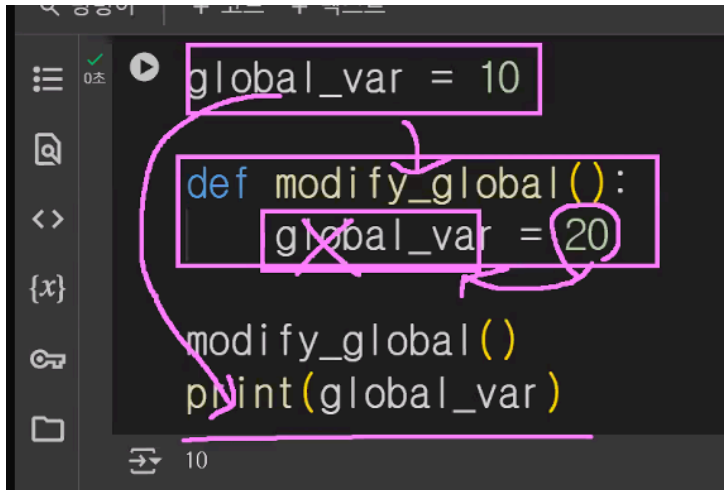 0초
global_var = 10
def modify_global():
global_var = 20
{x}
modify_global()
print(global_var)
10